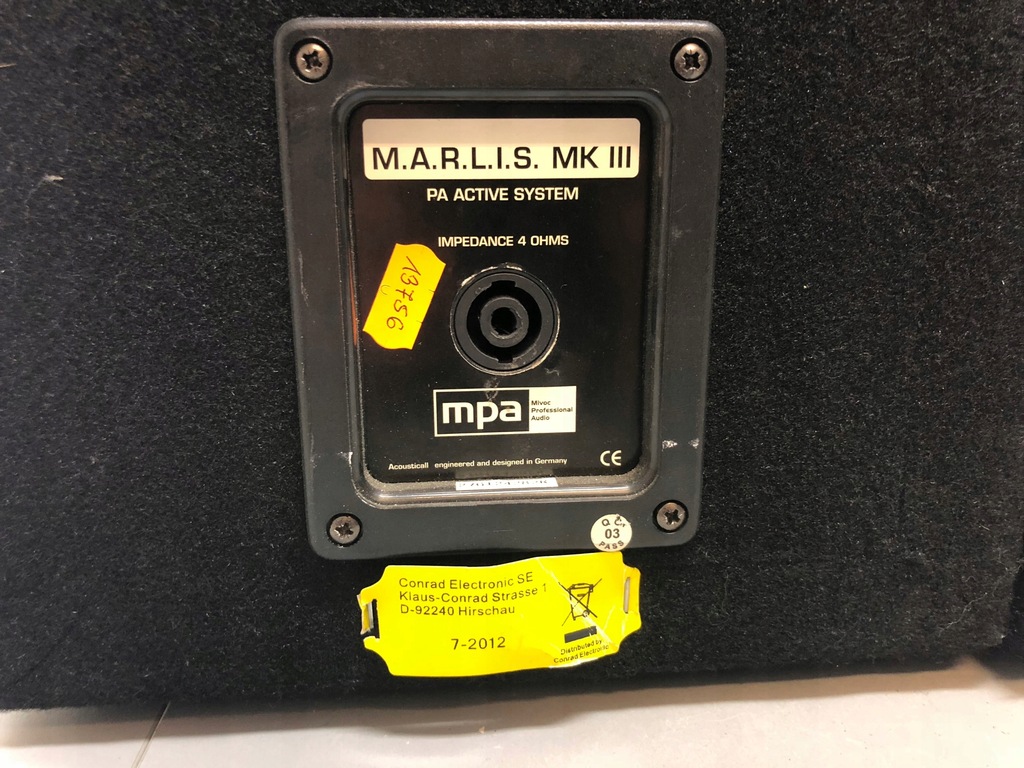 M.A.R.L.I.S. MK III
PA ACTIVE SYSTEM
IMPEDANCE 4 OHMS
13756
mpa
Mivoc
Professional
Audio
Acousticall engineered and designed in Germany
CE
Q.C.
03
PASS
Conrad Electronic SE
Klaus-Conrad Strasse 1
D-92240 Hirschau
7-2012
Distributed by
Conrad Electronic